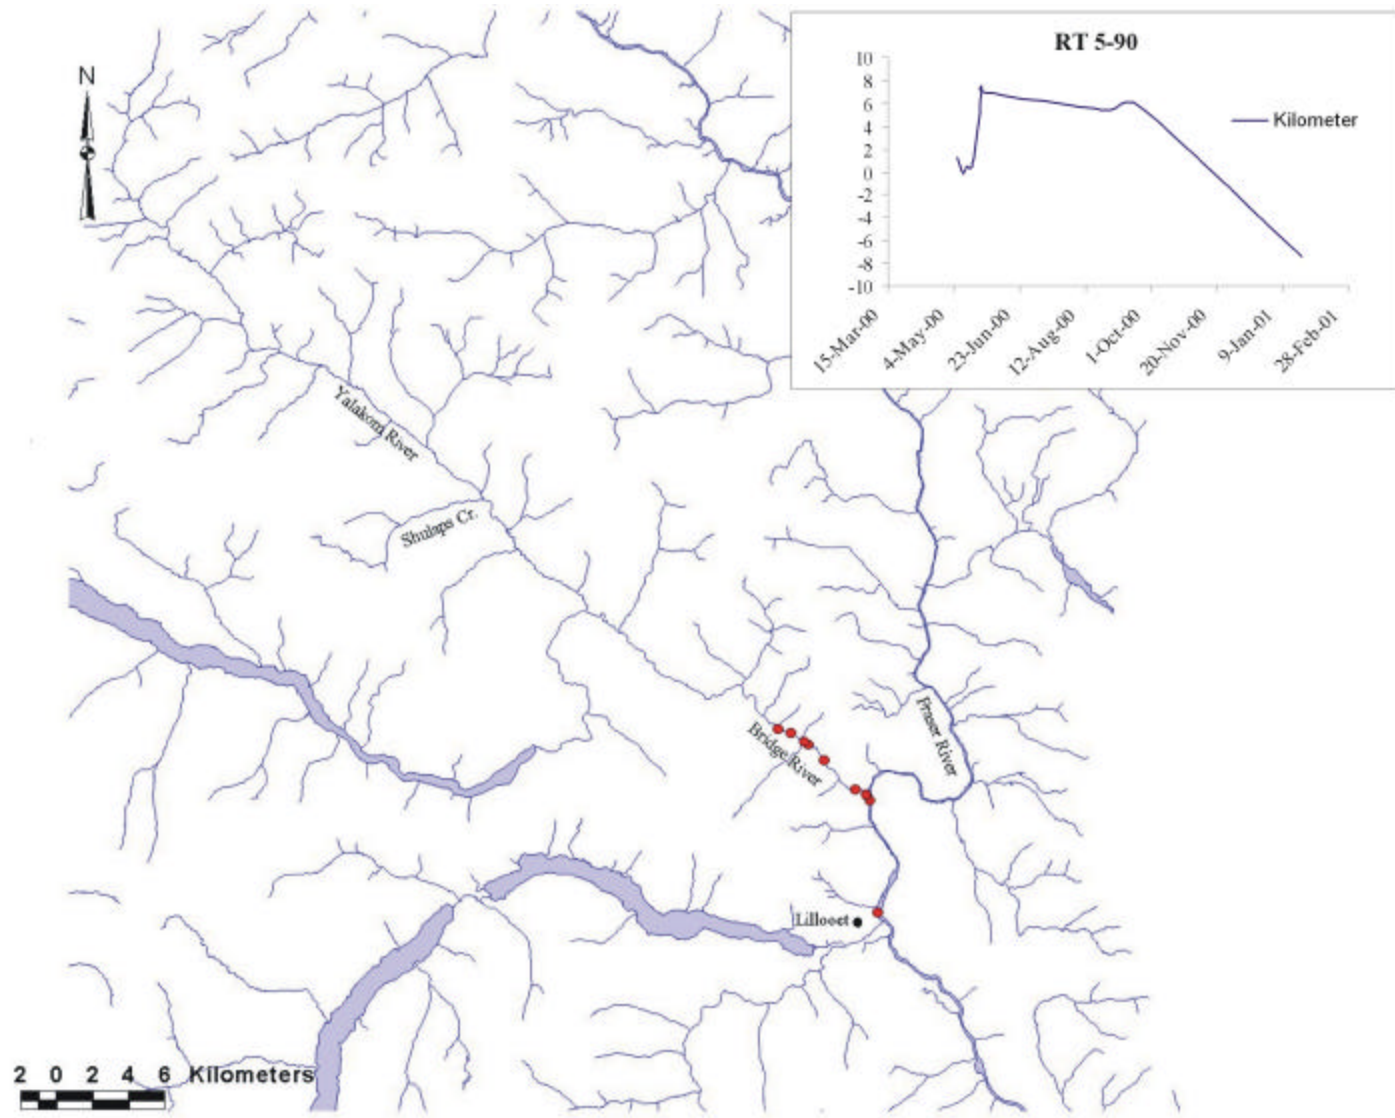 RT 5-90
10
8
6
4
2
0
-2
-4
-6
-8
-10
Kilometer
15-Mar-00
4-May-00
23-Jun-00
12-Aug-00
1-Oct-00
20-Nov-00
9-Jan-01
28-Feb-01
N
Yalakom River
Shulaps Cr.
Fraser River
Bridge River
Lillooet
2 0 2 4 6 Kilometers